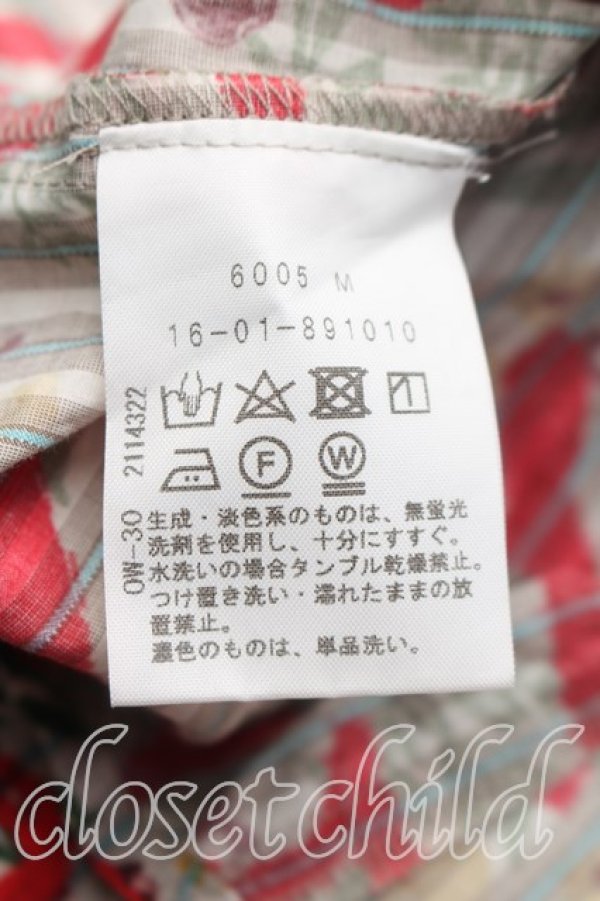 6005 M
16-01-891010
OW-30 2114322
F W
生成・淡色系のものは、無蛍光
洗剤を使用し、十分にすすぐ。
水洗いの場合タンブル乾燥禁止。
つけ置き洗い・濡れたままの放
置禁止。
濃色のものは、単品洗い。
closetchild